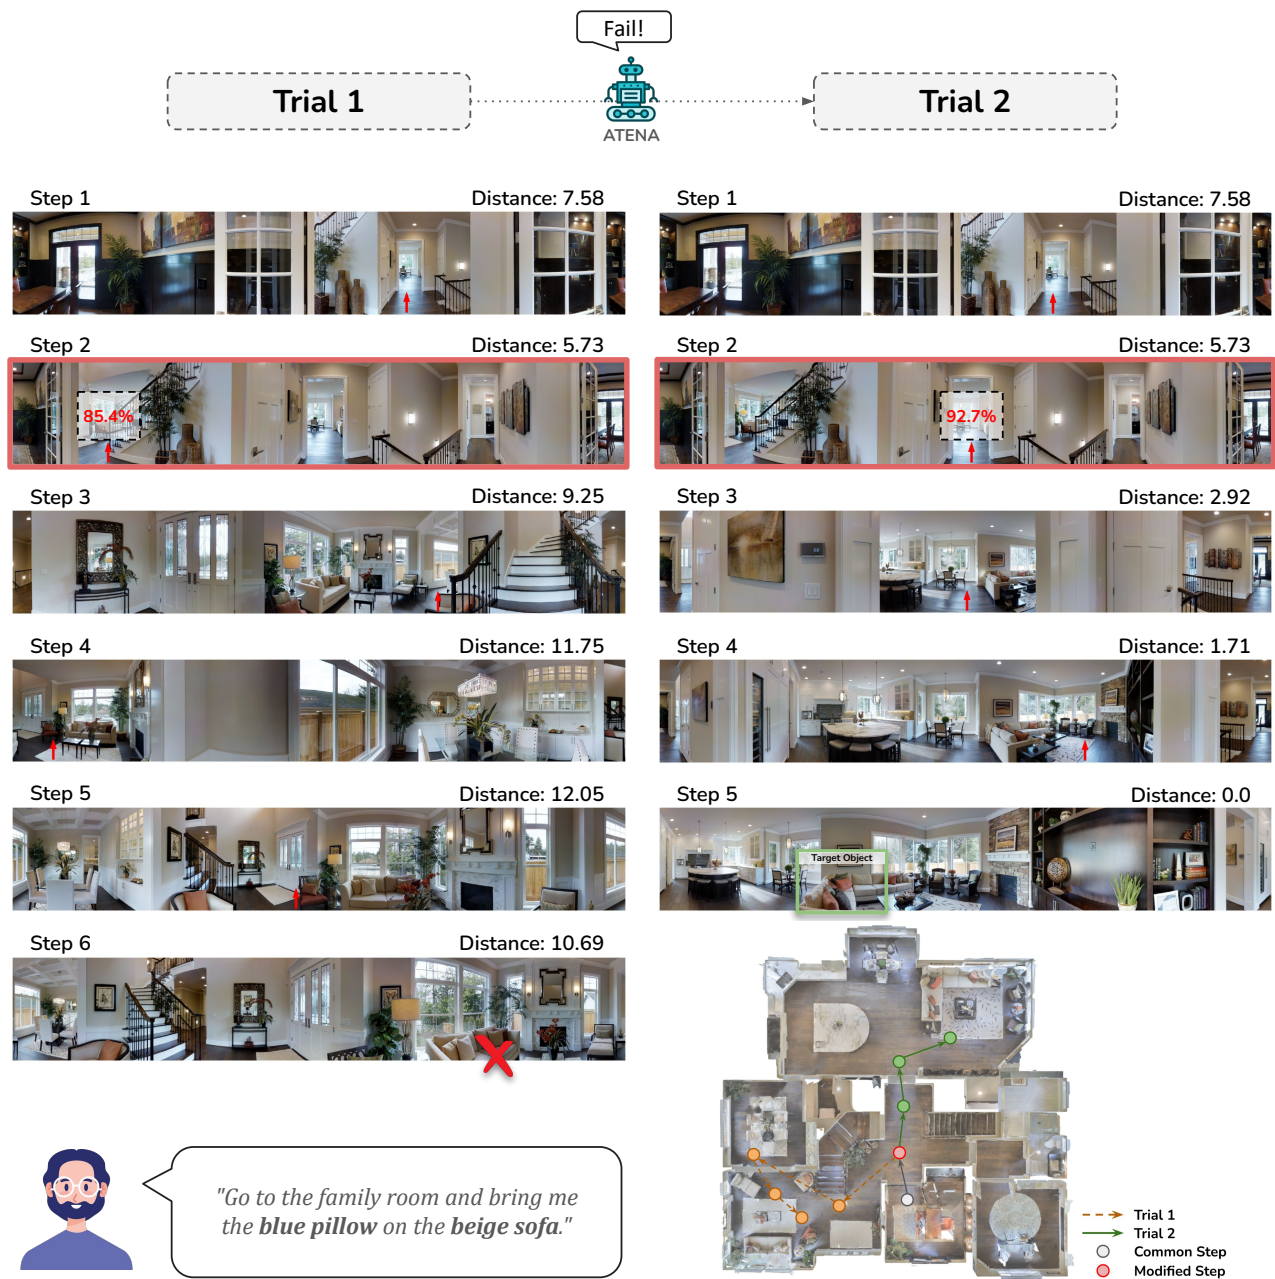 Fail!
Trial 1
Trial 2
ATENA
Step 1
Distance: 7.58
Step 2
Distance: 5.73
85.4%
Step 3
Distance: 9.25
Step 4
Distance: 11.75
Step 5
Distance: 12.05
Step 6
Distance: 10.69
Step 1
Distance: 7.58
Step 2
Distance: 5.73
92.7%
Step 3
Distance: 2.92
Step 4
Distance: 1.71
Step 5
Distance: 0.0
Target Object
"Go to the family room and bring me
the blue pillow on the beige sofa."
Trial 1
Trial 2
Common Step
Modified Step